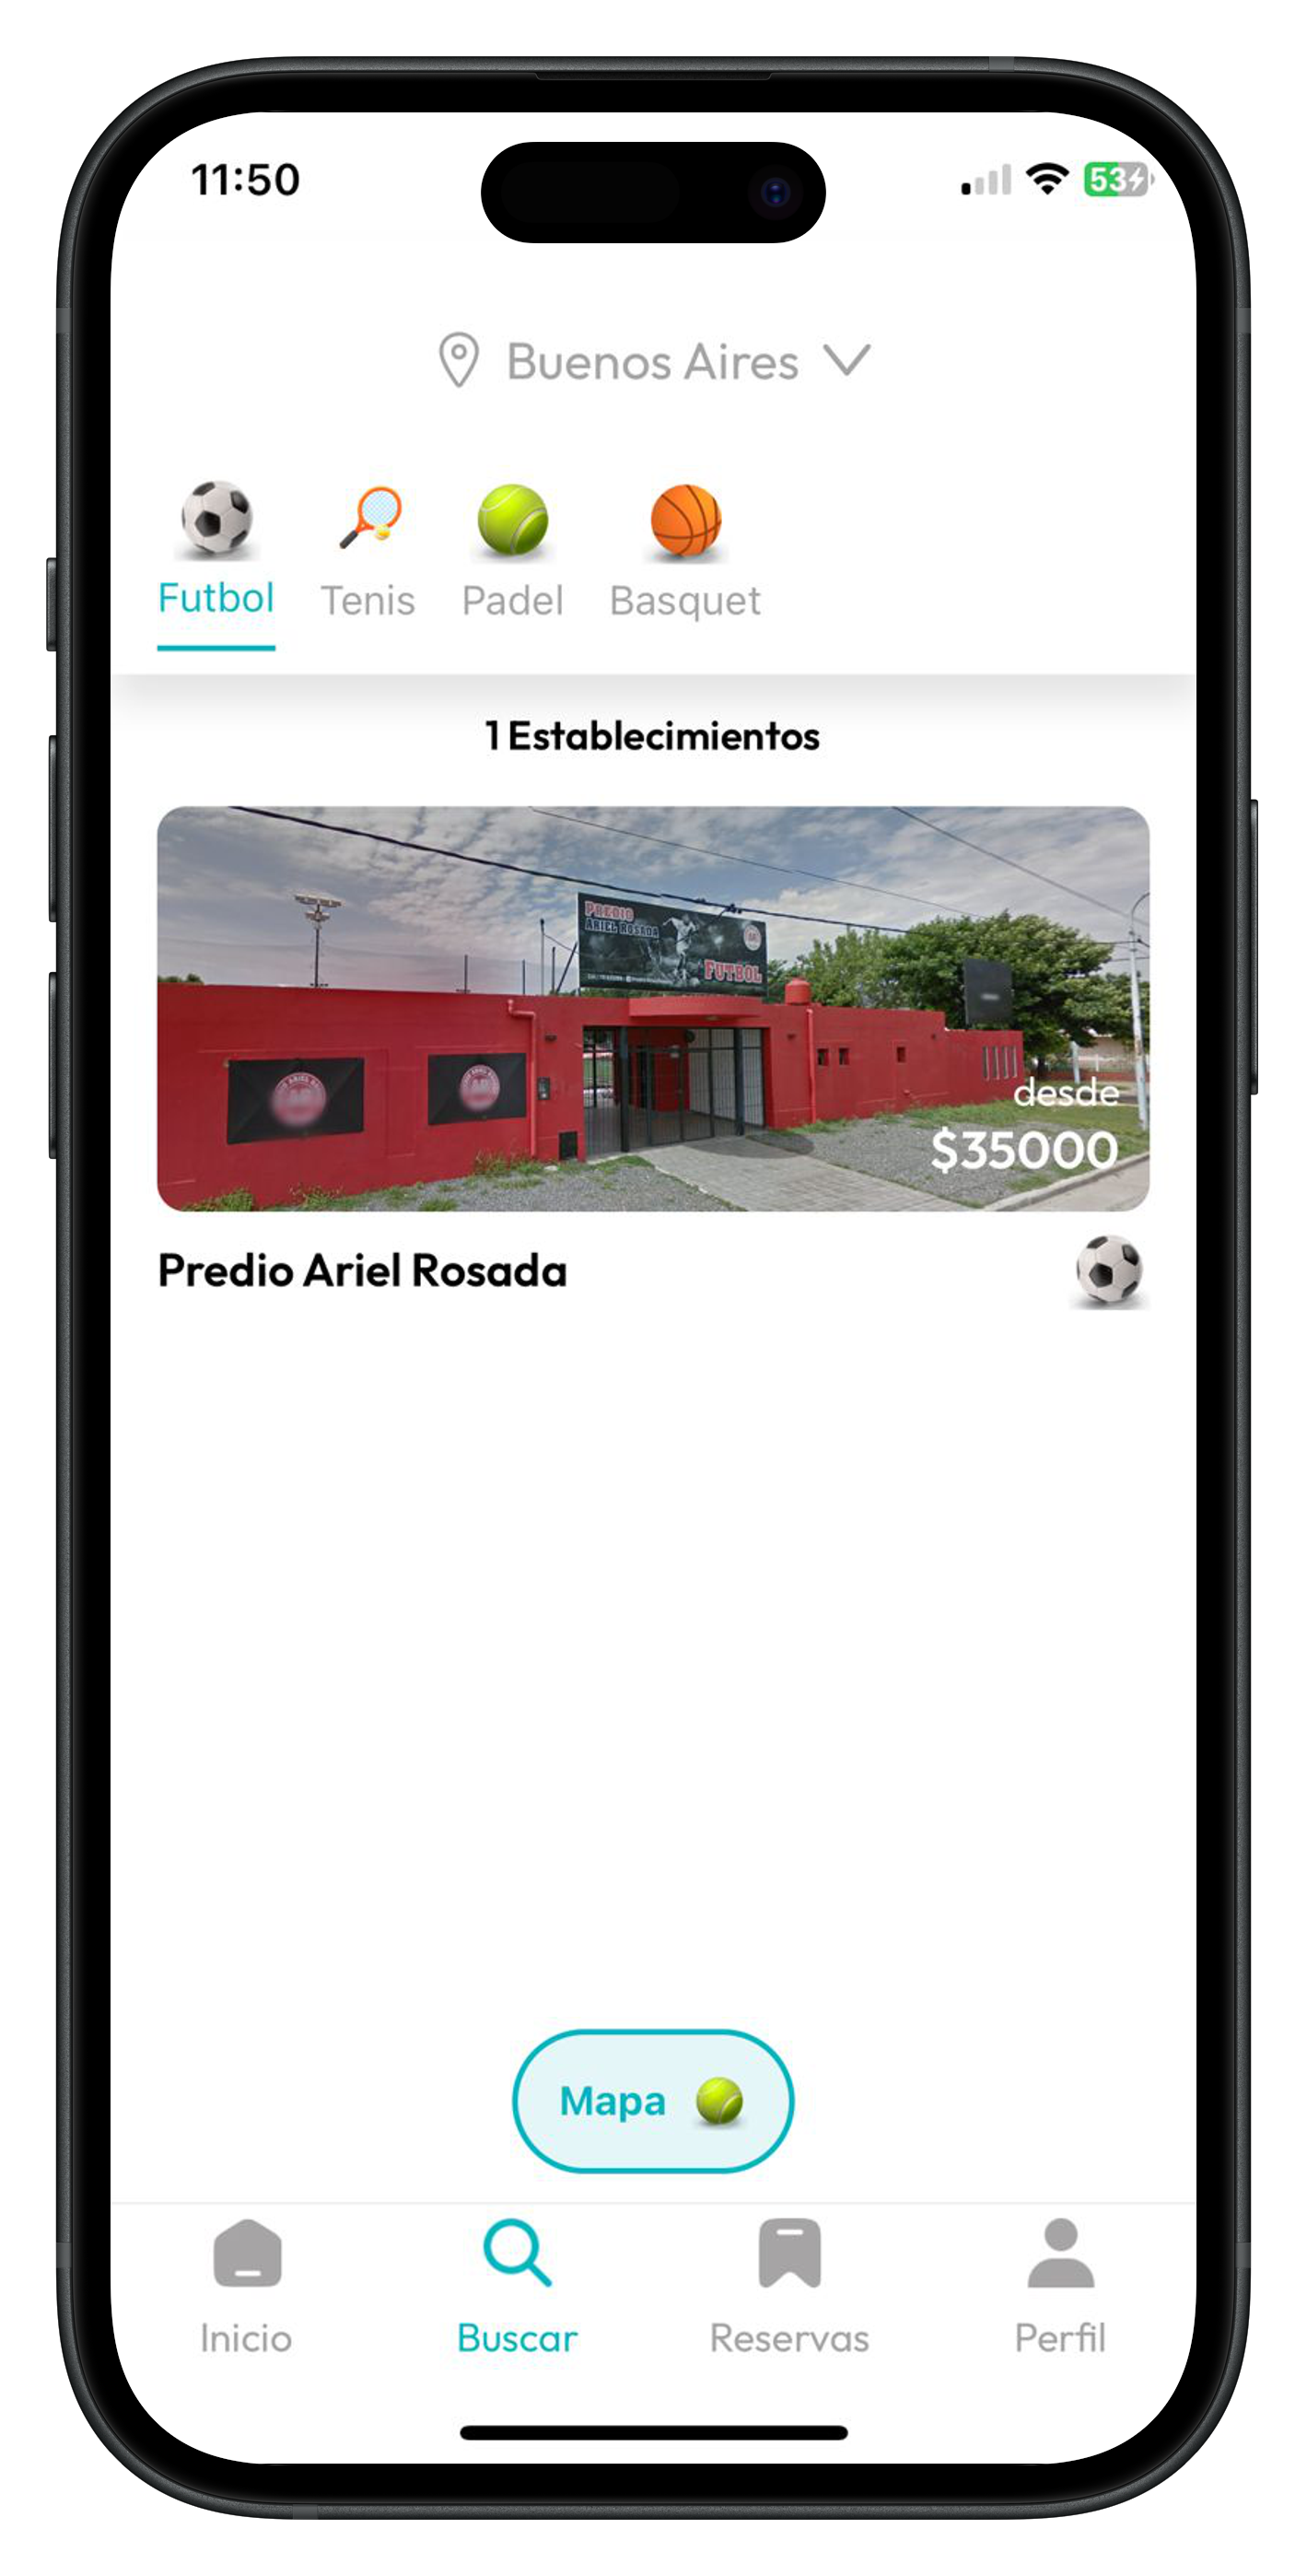 11:50
53
Buenos Aires
Futbol Tenis Padel Basquet
1 Establecimientos
PREDIO
ARIEL ROSADA
FUTBOL
desde
$35000
Predio Ariel Rosada
Mapa
Inicio Buscar Reservas Perfil